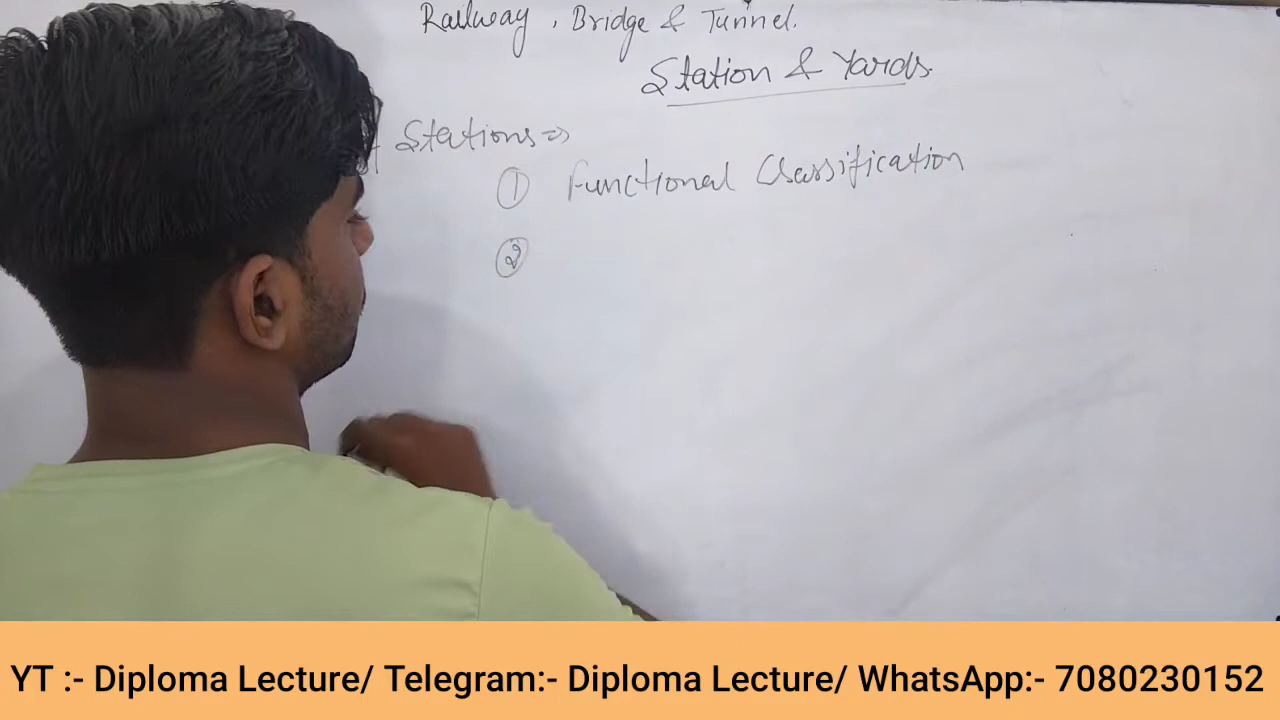 Railway, Bridge & Tunnel.
Station & Yards
Stations ⇒
① Functional Classification
②
YT :- Diploma Lecture/ Telegram:- Diploma Lecture/ WhatsApp:- 7080230152